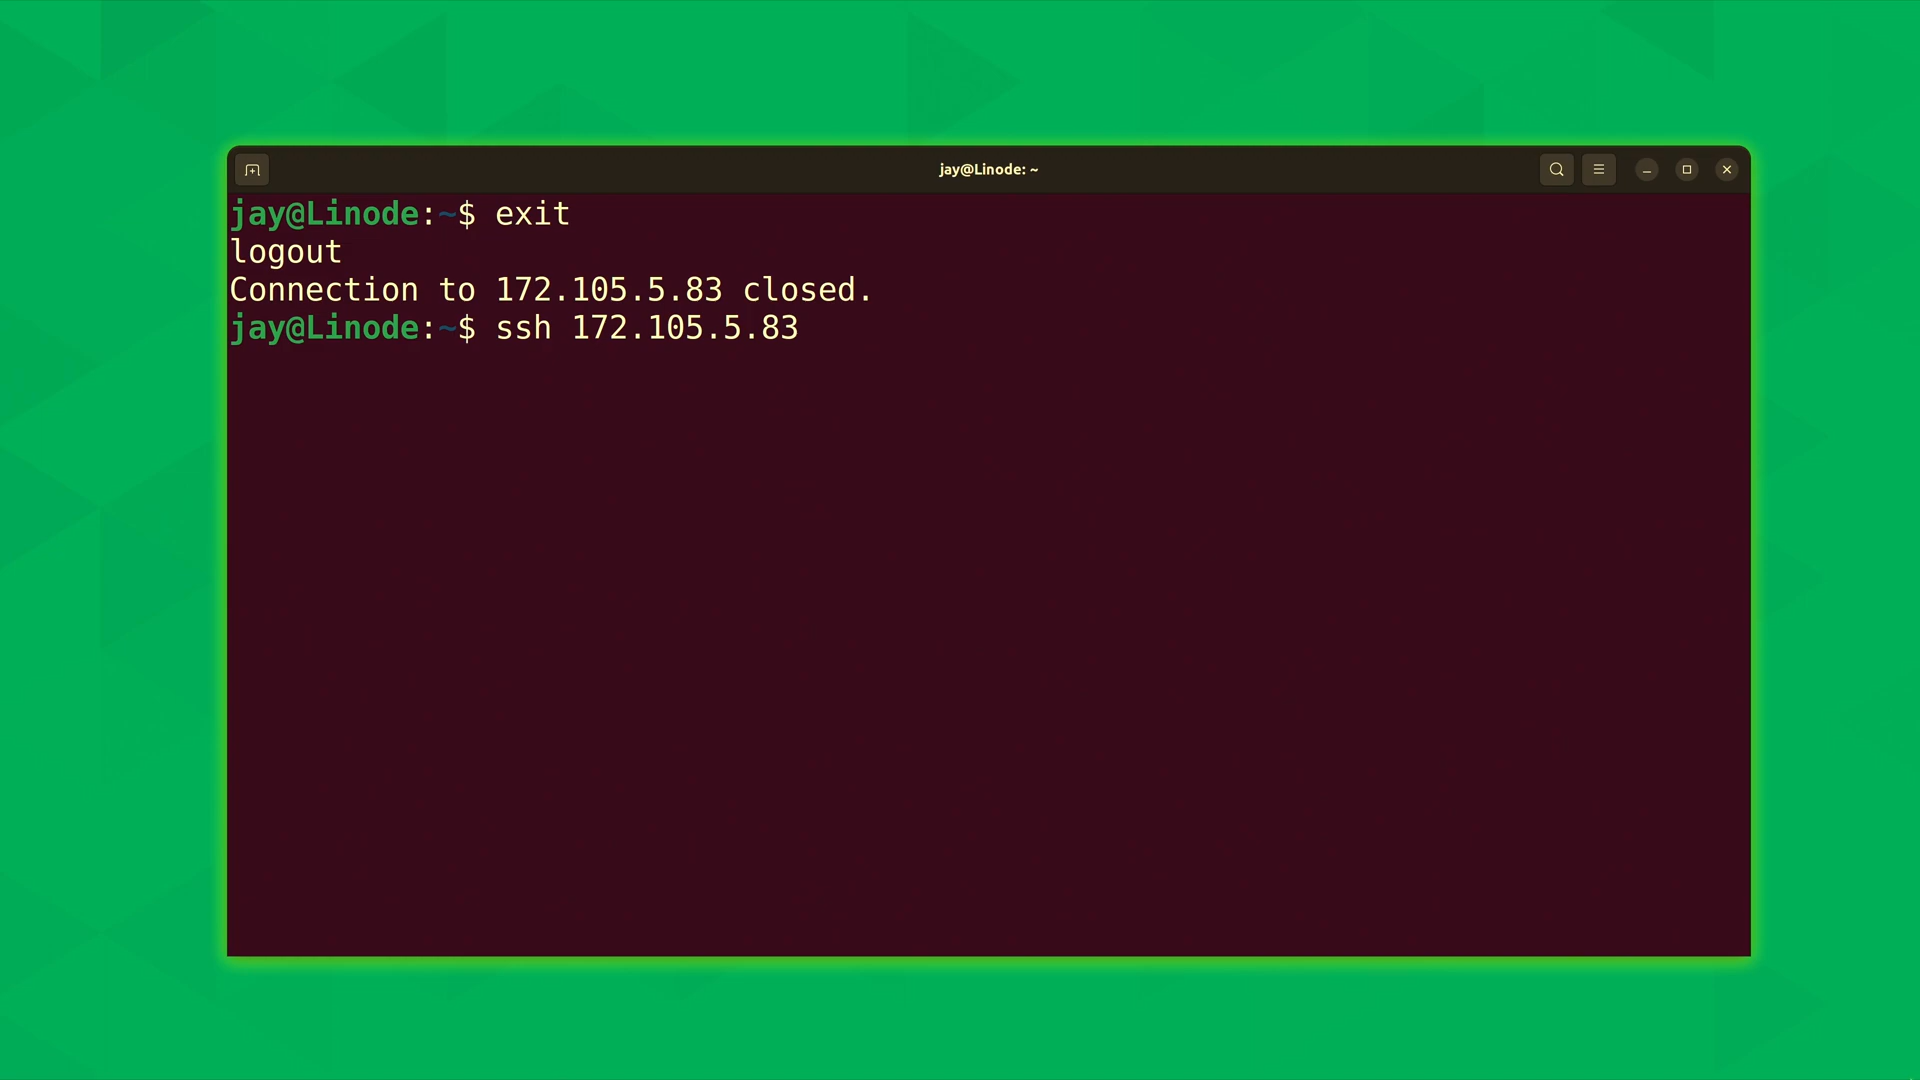 jay@Linode: ~
jay@Linode:~$ exit
logout
Connection to 172.105.5.83 closed.
jay@Linode:~$ ssh 172.105.5.83